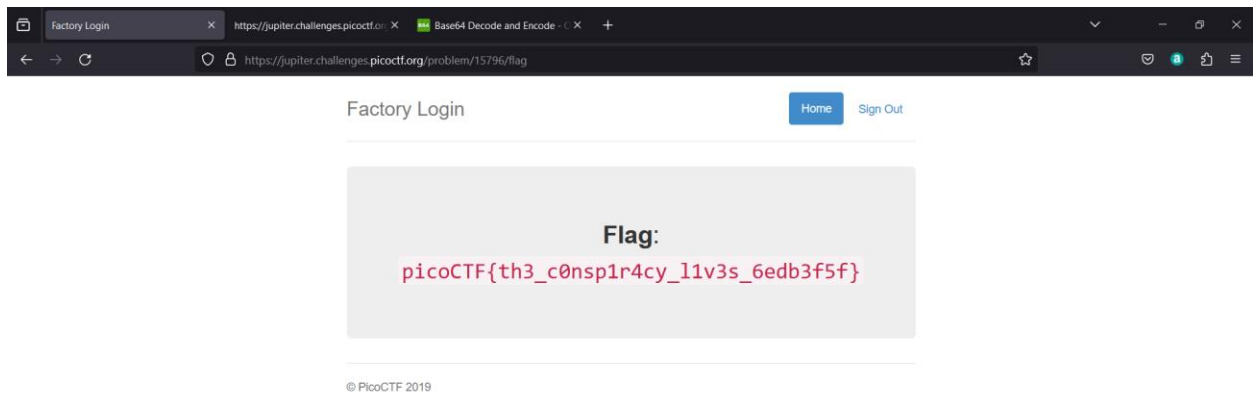 Factory Login
https://jupiter.challenges.picoctf.or
B64
Base64 Decode and Encode - 
https://jupiter.challenges.picoctf.org/problem/15796/flag
a
Factory Login
Home
Sign Out
Flag:
picoCTF{th3_c0nsp1r4cy_l1v3s_6edb3f5f}
© PicoCTF 2019